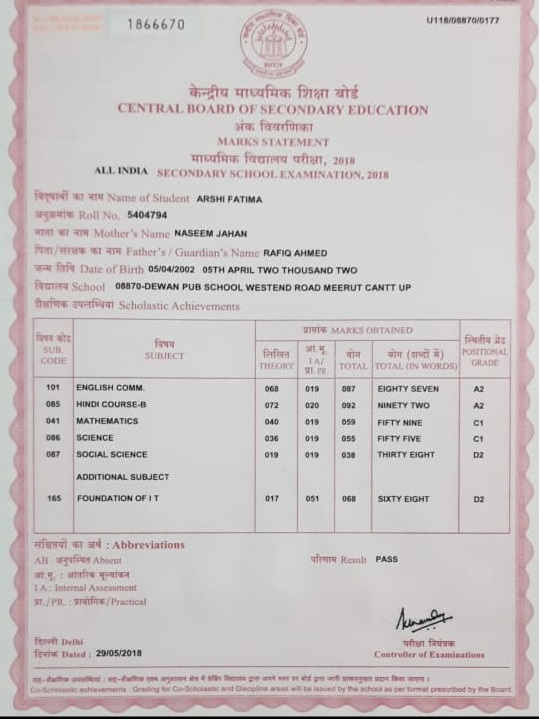 1866670
U118/08870/0177
भारत
केन्द्रीय माध्यमिक शिक्षा बोर्ड
CENTRAL BOARD OF SECONDARY EDUCATION
अंक विवरणिका
MARKS STATEMENT
माध्यमिक विद्यालय परीक्षा, 2018
ALL INDIA SECONDARY SCHOOL EXAMINATION, 2018
विद्यार्थी का नाम Name of Student ARSHI FATIMA
अनुक्रमांक Roll No. 5404794
माता का नाम Mother's Name NASEEM JAHAN
पिता/संरक्षक का नाम Father's / Guardian's Name RAFIQ AHMED
जन्म तिथि Date of Birth 05/04/2002 05TH APRIL TWO THOUSAND TWO
विद्यालय School 08870-DEWAN PUB SCHOOL WESTEND ROAD MEERUT CANTT UP
शैक्षणिक उपलब्धियां Scholastic Achievements
विषय कोड SUB. CODE विषय SUBJECT प्राप्तांक MARKS OBTAINED स्थितीय ग्रेड POSITIONAL GRADE
लिखित THEORY आं.मू. I A/ प्रा. PR. योग TOTAL योग (शब्दों में) TOTAL (IN WORDS)
101 ENGLISH COMM. 068 019 087 EIGHTY SEVEN A2
085 HINDI COURSE-B 072 020 092 NINETY TWO A2
041 MATHEMATICS 040 019 059 FIFTY NINE C1
086 SCIENCE 036 019 055 FIFTY FIVE C1
087 SOCIAL SCIENCE 019 019 038 THIRTY EIGHT D2
ADDITIONAL SUBJECT
165 FOUNDATION OF I T 017 051 068 SIXTY EIGHT D2
संक्षिप्तियों का अर्थ : Abbreviations
AB : अनुपस्थित Absent परिणाम Result PASS
आं.मू. : आंतरिक मूल्यांकन
I A : Internal Assessment
प्रा./PR. : प्रायोगिक/Practical
दिल्ली Delhi परीक्षा नियंत्रक
दिनांक Dated : 29/05/2018 Controller of Examinations
Co-Scholastic achievements : Grading for Co-Scholastic and Discipline areas will be issued by the school as per format prescribed by the Board.